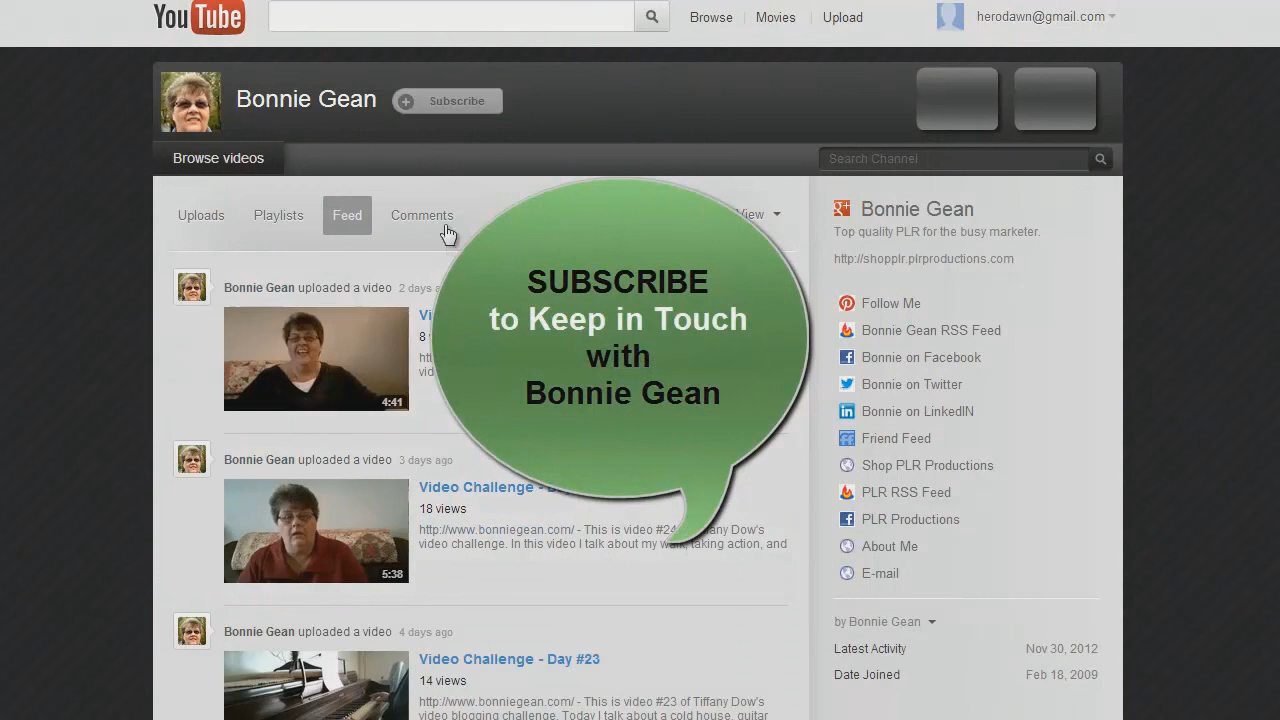 YouTube
Browse
Movies
Upload
herodawn@gmail.com
Bonnie Gean
Subscribe
Browse videos
Search Channel
Uploads
Playlists
Feed
Comments
SUBSCRIBE
to Keep in Touch
with
Bonnie Gean
Bonnie Gean uploaded a video 2 days
4:41
8
Bonnie Gean uploaded a video 3 days ago
Video Challenge -
18 views
http://www.bonniegean.com/ - This is video #24 Tiffany Dow's
video challenge. In this video I talk about my walk, taking action, and
5:38
Bonnie Gean uploaded a video 4 days ago
Video Challenge - Day #23
14 views
http://www.bonniegean.com/ - This is video #23 of Tiffany Dow's
video blogging challenge. Today I talk about a cold house, guitar
Bonnie Gean
Top quality PLR for the busy marketer.
http://shopplr.plrproductions.com
Follow Me
Bonnie Gean RSS Feed
Bonnie on Facebook
Bonnie on Twitter
Bonnie on LinkedIN
Friend Feed
Shop PLR Productions
PLR RSS Feed
PLR Productions
About Me
E-mail
by Bonnie Gean
Latest Activity Nov 30, 2012
Date Joined Feb 18, 2009